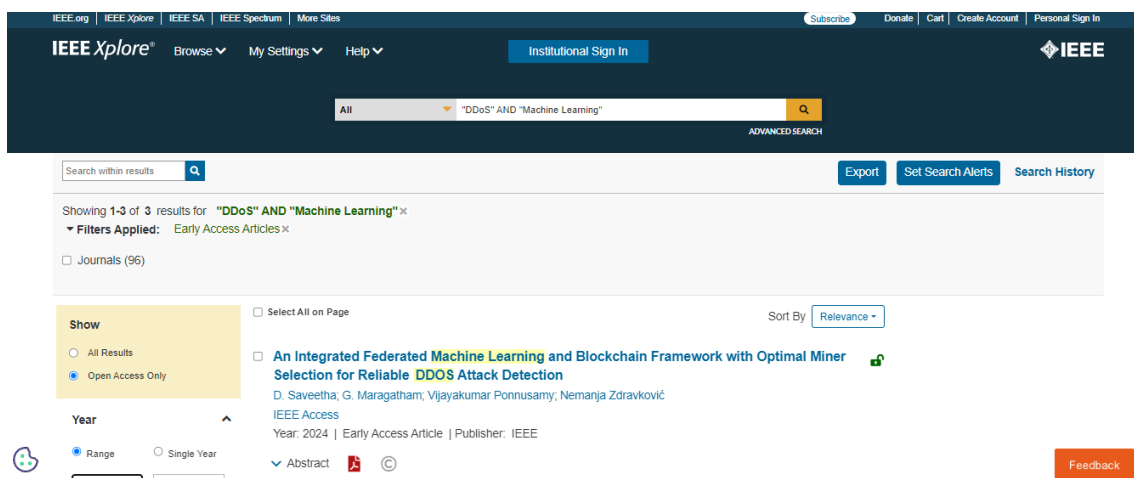 IEEE.org | IEEE Xplore | IEEE SA | IEEE Spectrum | More Sites Subscribe Donate | Cart | Create Account | Personal Sign In
IEEE Xplore® Browse My Settings Help Institutional Sign In IEEE
All "DDoS" AND "Machine Learning"
ADVANCED SEARCH
Search within results Export Set Search Alerts Search History
Showing 1-3 of 3 results for "DDoS" AND "Machine Learning" ×
Filters Applied: Early Access Articles ×
Journals (96)
Select All on Page Sort By Relevance
Show
All Results
Open Access Only
An Integrated Federated Machine Learning and Blockchain Framework with Optimal Miner
Selection for Reliable DDOS Attack Detection
D. Saveetha; G. Maragatham; Vijayakumar Ponnusamy; Nemanja Zdravković
IEEE Access
Year: 2024 | Early Access Article | Publisher: IEEE
Abstract ©
Year
Range Single Year
Feedback